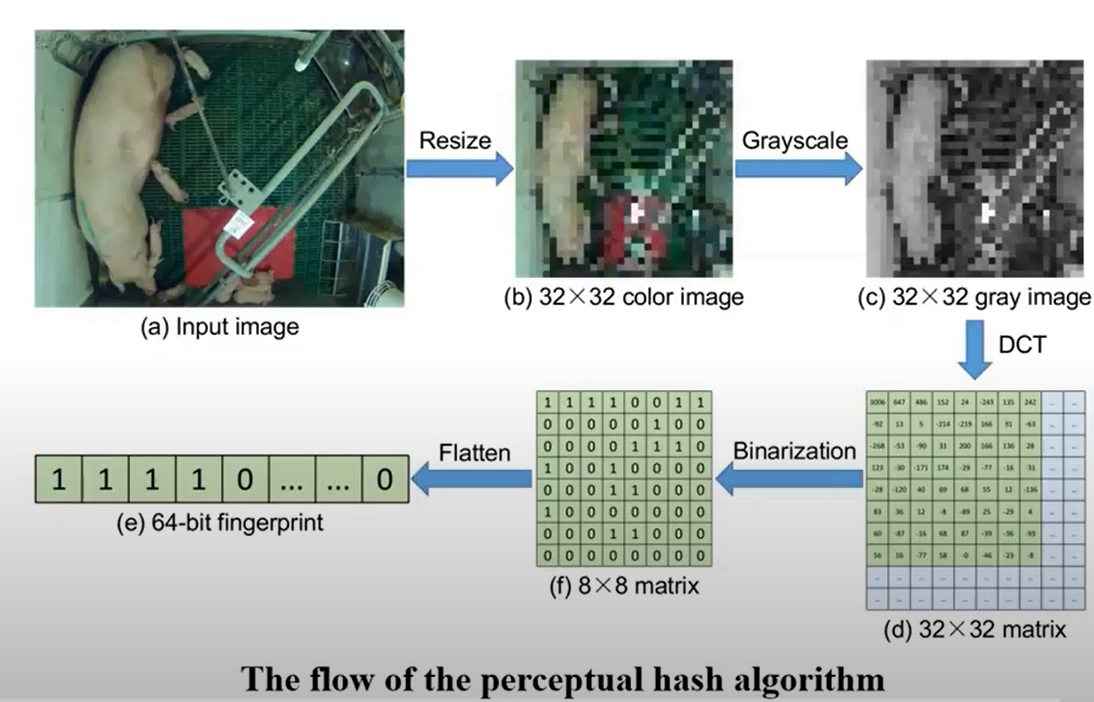 Resize
Grayscale
(a) Input image
(b) 32×32 color image
(c) 32×32 gray image
DCT
3006 647 486 152 24 -243 135 242 ... ...
-92 13 5 -214 -219 166 31 -63 ... ...
-268 -53 -90 31 200 166 136 28 ... ...
123 -30 -171 174 -29 -77 -16 -31 ... ...
-28 -120 40 69 68 55 12 -136 ... ...
83 36 12 -8 -89 25 -29 4 ... ...
60 -87 -16 68 87 -39 -36 -93 ... ...
56 16 -77 58 -0 -46 -23 -8 ... ...
... ... ... ... ... ... ... ... ... ...
... ... ... ... ... ... ... ... ... ...
(d) 32×32 matrix
Binarization
1 1 1 1 0 0 1 1
0 0 0 0 0 1 0 0
0 0 0 0 1 1 1 0
1 0 0 1 0 0 0 0
0 0 0 1 1 0 0 0
1 0 0 0 0 0 0 0
0 0 0 1 1 0 0 0
0 0 0 0 0 0 0 0
(f) 8×8 matrix
Flatten
1 1 1 1 0 ... ... 0
(e) 64-bit fingerprint
The flow of the perceptual hash algorithm